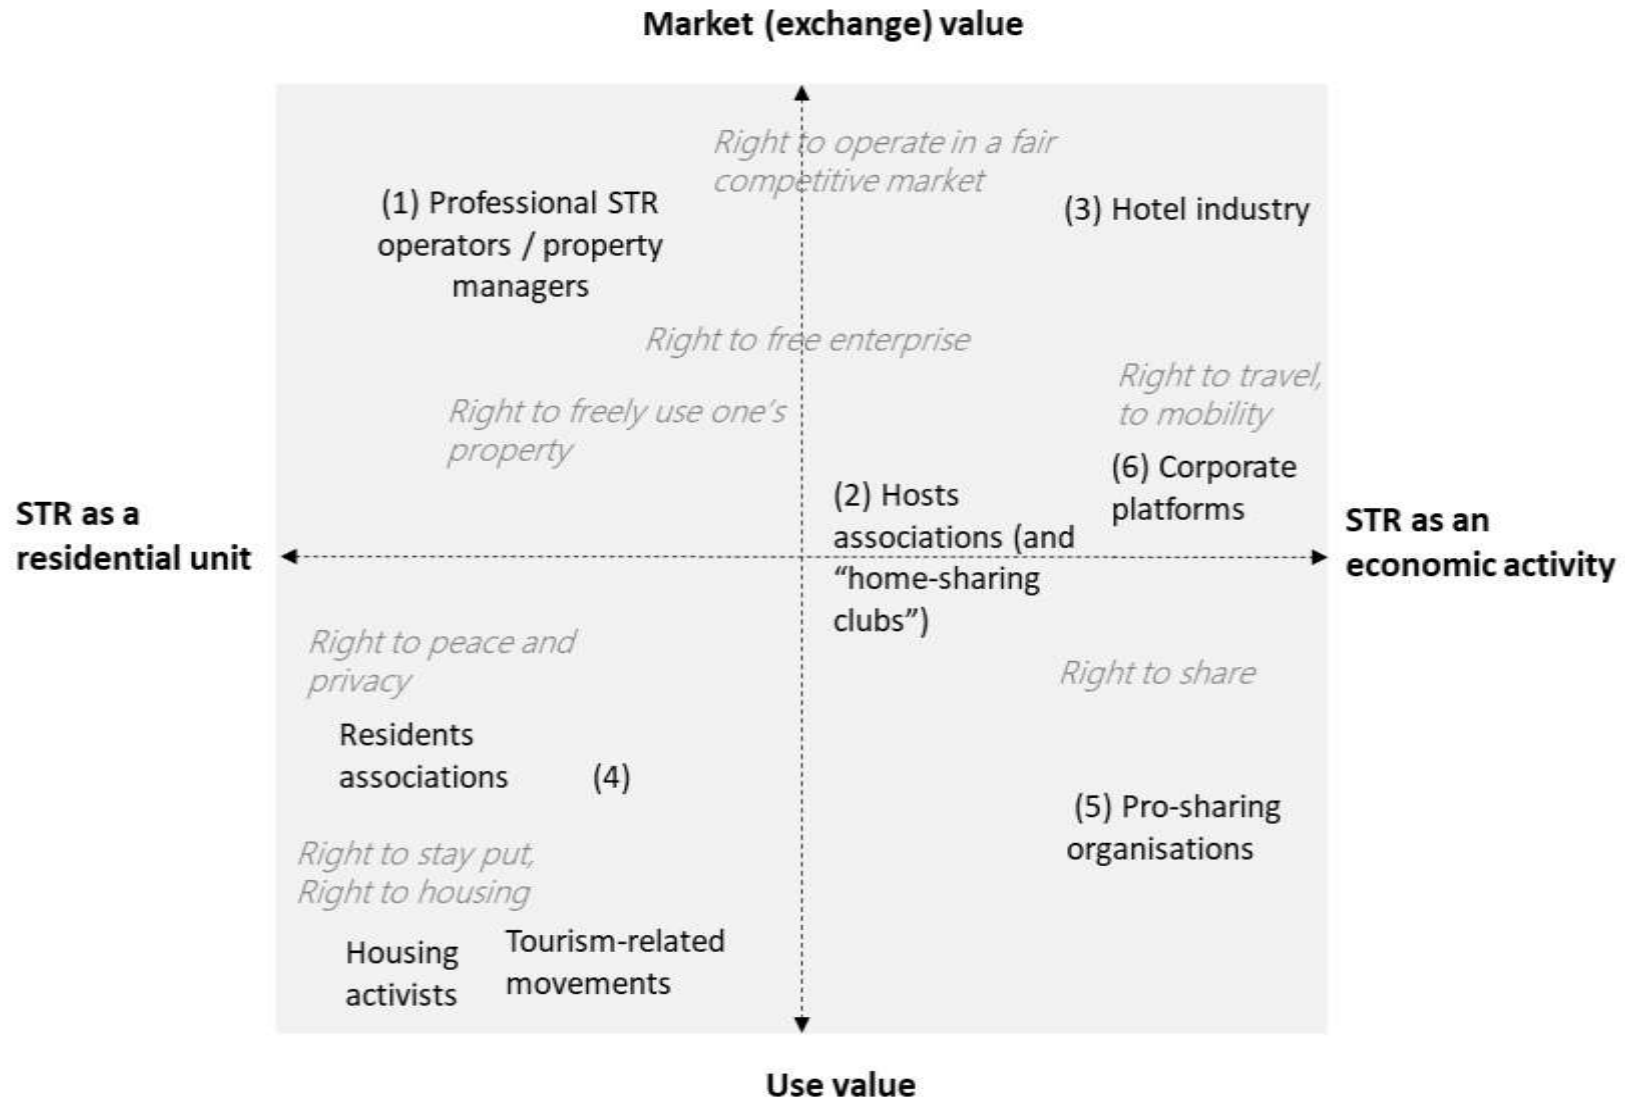 Market (exchange) value
Right to operate in a fair
competitive market
(1) Professional STR
operators / property
managers
(3) Hotel industry
Right to free enterprise
Right to travel,
to mobility
Right to freely use one's
property
(6) Corporate
platforms
(2) Hosts
associations (and
“home-sharing
clubs”)
STR as a
residential unit
STR as an
economic activity
Right to peace and
privacy
Right to share
Residents
associations (4)
(5) Pro-sharing
organisations
Right to stay put,
Right to housing
Housing
activists
Tourism-related
movements
Use value